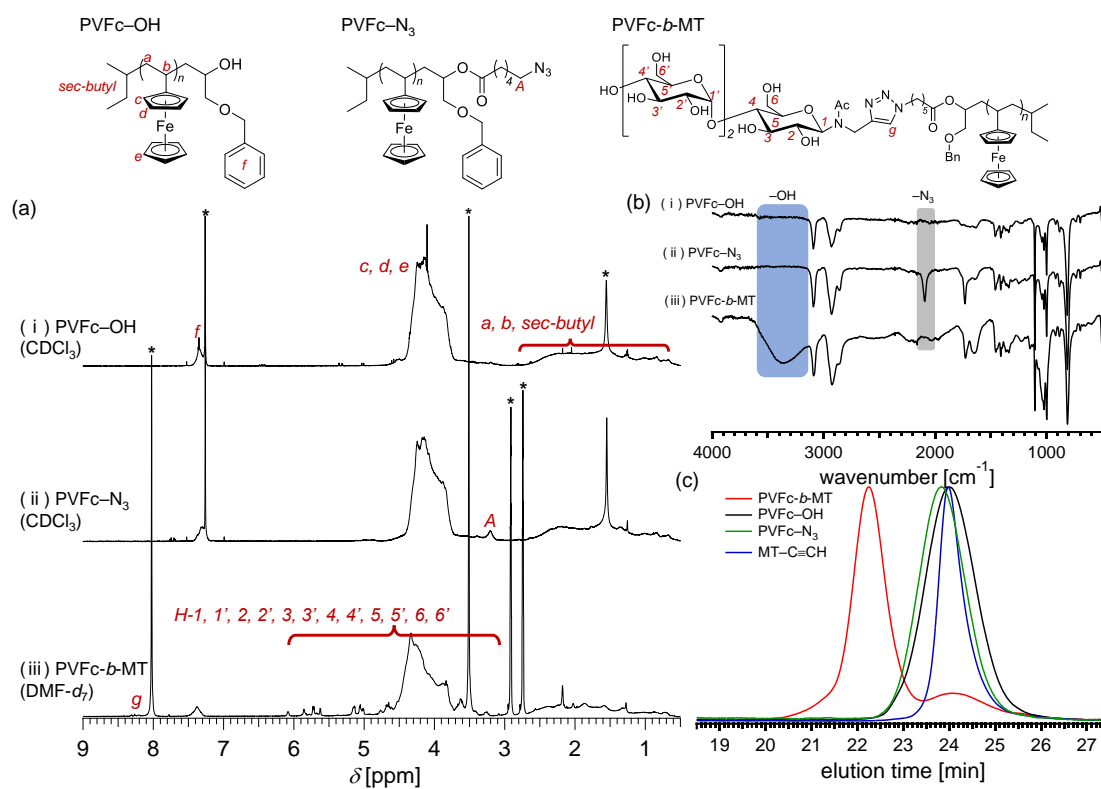 PVFc–OH
PVFc–N3
PVFc-b-MT
a
b
n
OH
sec-butyl
c
d
e
Fe
O
f
a
b
n
O
O
( )4
A
N3
Fe
O
OH
6'
4'
5'
HO
O
HO
3'
2'
OH
1'
O
2
OH
4
6
5
O
HO
3
2
OH
1
N
Ac
N=N
N
g
( )5
O
O
n
O
Bn
Fe
(a)
*
*
c, d, e
f
( i ) PVFc–OH
(CDCl3)
a, b, sec-butyl
*
*
*
*
( ii ) PVFc–N3
(CDCl3)
A
H-1, 1', 2, 2', 3, 3', 4, 4', 5, 5', 6, 6'
(iii) PVFc-b-MT
(DMF-d7)
g
9 8 7 6 5 4 3 2 1
δ [ppm]
(b)
–OH
–N3
( i ) PVFc-OH
(ii) PVFc-N3
(iii) PVFc-b-MT
4000 3000 2000 1000
wavenumber [cm-1]
(c)
PVFc-b-MT
PVFc–OH
PVFc–N3
MT–C≡CH
19 20 21 22 23 24 25 26 27
elution time [min]